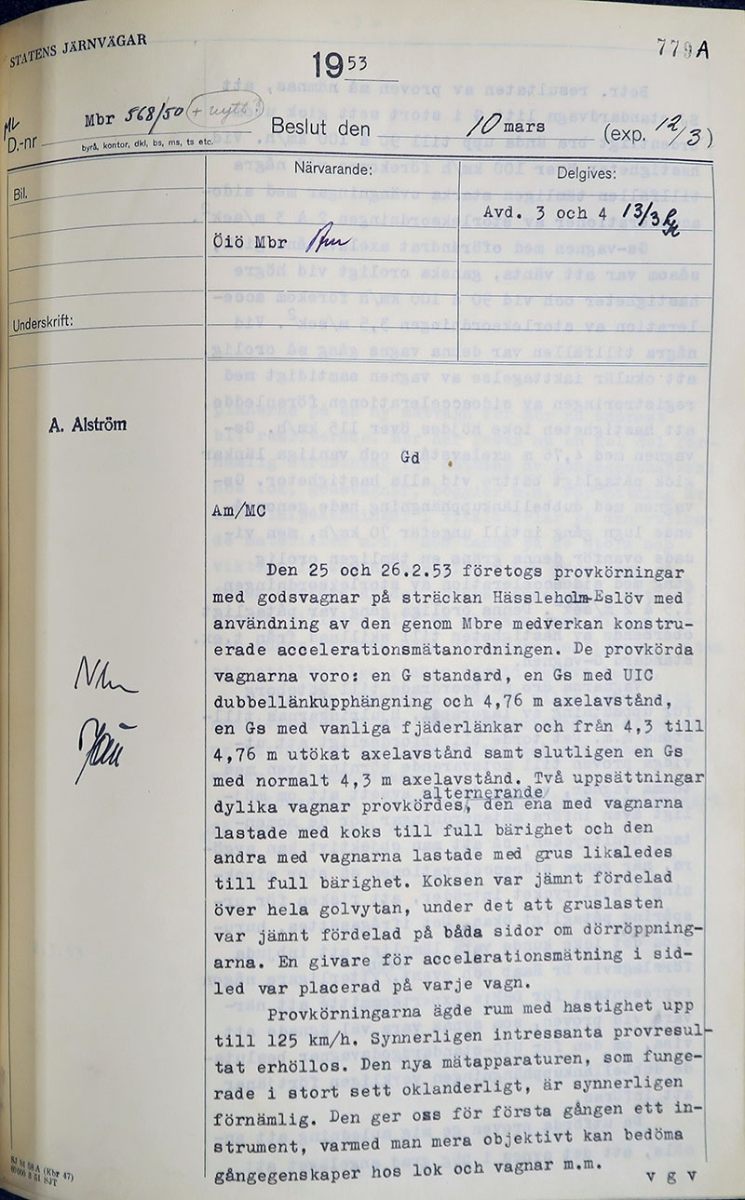 STATENS JÄRNVÄGAR
779A
1953
Mbr 568/50 (+ nytt?)
D.-nr
byrå, kontor, dkl, bs, ms, ts etc.
Beslut den 10 mars (exp. 12/3)
Bil.
Närvarande:
Delgives:
Avd. 3 och 4 13/3
Öiö Mbr
Underskrift:
A. Alström
Gd
Am/MC
Den 25 och 26.2.53 företogs provkörningar
med godsvagnar på sträckan Hässleholm-Eslöv med
användning av den genom Mbre medverkan konstru-
erade accelerationsmätanordningen. De provkörda
vagnarna voro: en G standard, en Gs med UIC
dubbellänkupphängning och 4,76 m axelavstånd,
en Gs med vanliga fjäderlänkar och från 4,3 till
4,76 m utökat axelavstånd samt slutligen en Gs
med normalt 4,3 m axelavstånd. Två uppsättningar
alternerande
dylika vagnar provkördes, den ena med vagnarna
lastade med koks till full bärighet och den
andra med vagnarna lastade med grus likaledes
till full bärighet. Koksen var jämnt fördelad
över hela golvytan, under det att gruslasten
var jämnt fördelad på båda sidor om dörröppning-
arna. En givare för accelerationsmätning i sid-
led var placerad på varje vagn.
Provkörningarna ägde rum med hastighet upp
till 125 km/h. Synnerligen intressanta provresul-
tat erhöllos. Den nya mätapparaturen, som funge-
rade i stort sett oklanderligt, är synnerligen
förnämlig. Den ger oss för första gången ett in-
strument, varmed man mera objektivt kan bedöma
gångegenskaper hos lok och vagnar m.m.
v g v